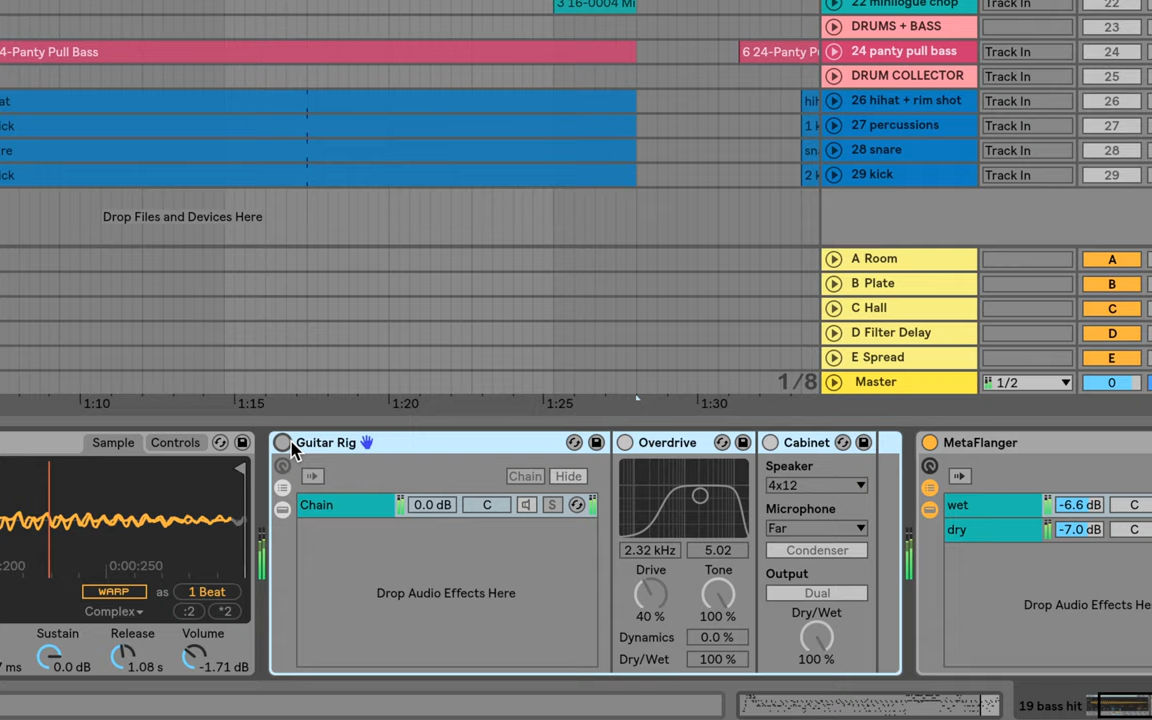 3 16-0004 Mi
22 minilogue chop
Track In
22
DRUMS + BASS
23
4-Panty Pull Bass
6 24-Panty P
24 panty pull bass
Track In
24
DRUM COLLECTOR
25
at
hih
26 hihat + rim shot
Track In
26
ick
1 k
27 percussions
Track In
27
re
sn
28 snare
Track In
28
ick
2 k
29 kick
Track In
29
Drop Files and Devices Here
A Room
A
B Plate
B
C Hall
C
D Filter Delay
D
E Spread
E
1/8
Master
1/2
0
1:10
1:15
1:20
1:25
1:30
Sample
Controls
Guitar Rig
Overdrive
Cabinet
MetaFlanger
Chain
Hide
Speaker
4x12
Chain
0.0 dB
C
S
wet
-6.6 dB
C
Microphone
Far
dry
-7.0 dB
C
2.32 kHz
5.02
Condenser
:200
0:00:250
Drive
Tone
Output
WARP
as
1 Beat
Drop Audio Effects Here
Dual
Drop Audio Effects He
Complex
:2
*2
40 %
100 %
Dry/Wet
Sustain
Release
Volume
Dynamics
0.0 %
7 ms
0.0 dB
1.08 s
-1.71 dB
Dry/Wet
100 %
100 %
19 bass hit